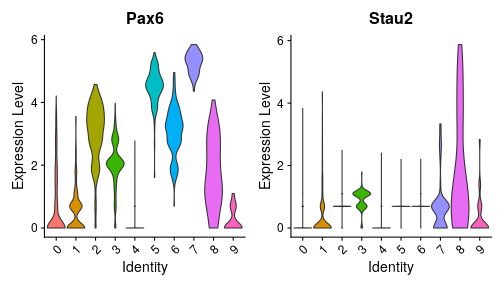 Pax6
Stau2
Expression Level
6
4
2
0
0 1 2 3 4 5 6 7 8 9
Identity
Expression Level
6
4
2
0
0 1 2 3 4 5 6 7 8 9
Identity